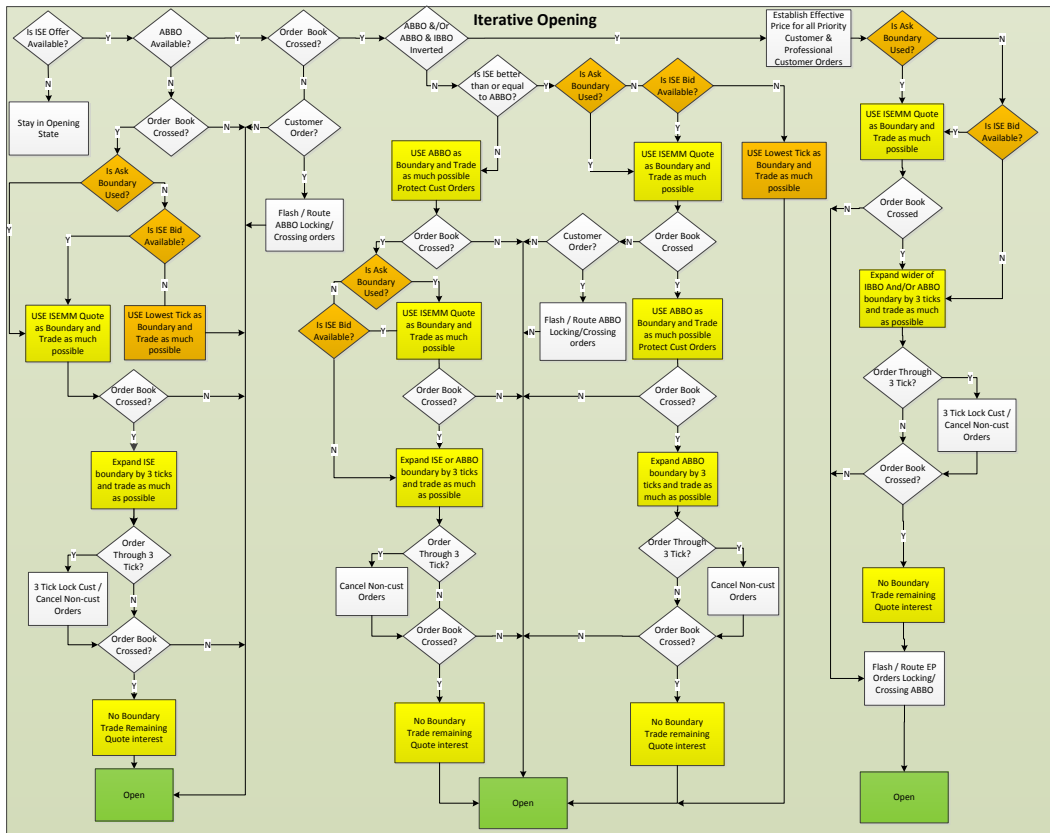 Iterative Opening
Is ISE Offer
Available?
Y
ABBO
Available?
Y
Order Book
Crossed?
Y
ABBO &/Or
ABBO & IBBO
Inverted
Y
Establish Effective
Price for all Priority
Customer &
Professional
Customer Orders
Is Ask
Boundary
Used?
N
N
N
N
N
Is ISE better
than or equal
to ABBO?
Y
Is Ask
Boundary
Used?
N
Is ISE Bid
Available?
N
Y
Stay in Opening
State
Order Book
Crossed?
N
N
Customer
Order?
Y
USE ISEMM Quote
as Boundary and
Trade as much
possible
Y
Is ISE Bid
Available?
Y
N
Y
Y
N
USE ABBO as
Boundary and Trade
as much possible
Protect Cust Orders
USE ISEMM Quote
as Boundary and
Trade as much
possible
USE Lowest Tick as
Boundary and
Trade as much
possible
Is Ask
Boundary
Used?
N
Y
Y
Flash / Route
ABBO Locking/
Crossing orders
N
Order Book
Crossed
N
Y
Is ISE Bid
Available?
Y
Order Book
Crossed?
N
N
Customer
Order?
N
Order Book
Crossed
Y
N
Y
Is Ask
Boundary
Used?
Y
N
Y
Y
Expand wider of
IBBO And/Or ABBO
boundary by 3 ticks
and trade as much
as possible
N
USE ISEMM Quote
as Boundary and
Trade as much
possible
USE Lowest Tick as
Boundary and
Trade as much
possible
Is ISE Bid
Available?
Y
USE ISEMM Quote
as Boundary and
Trade as much
possible
N
Flash / Route ABBO
Locking/Crossing
orders
USE ABBO as
Boundary and Trade
as much possible
Protect Cust Orders
Order Book
Crossed?
N
Order Book
Crossed?
N
N
Order Book
Crossed?
Order Through
3 Tick?
Y
N
3 Tick Lock Cust /
Cancel Non-cust
Orders
Y
N
Y
Y
Expand ISE
boundary by 3 ticks
and trade as much
as possible
Expand ISE or ABBO
boundary by 3 ticks
and trade as much
as possible
Expand ABBO
boundary by 3
ticks and trade as
much as possible
N
Order Book
Crossed?
Y
Order
Through 3
Tick?
Y
Order
Through 3
Tick?
Y
Order Through
3 Tick?
Y
3 Tick Lock Cust /
Cancel Non-cust
Orders
N
Cancel Non-cust
Orders
N
N
Cancel Non-cust
Orders
No Boundary
Trade remaining
Quote interest
Order Book
Crossed?
N
Order Book
Crossed?
N
N
Order Book
Crossed?
Y
Y
Y
Flash / Route EP
Orders Locking/
Crossing ABBO
No Boundary
Trade Remaining
Quote interest
No Boundary
Trade remaining
Quote interest
No Boundary
Trade remaining
Quote interest
Open
Open
Open